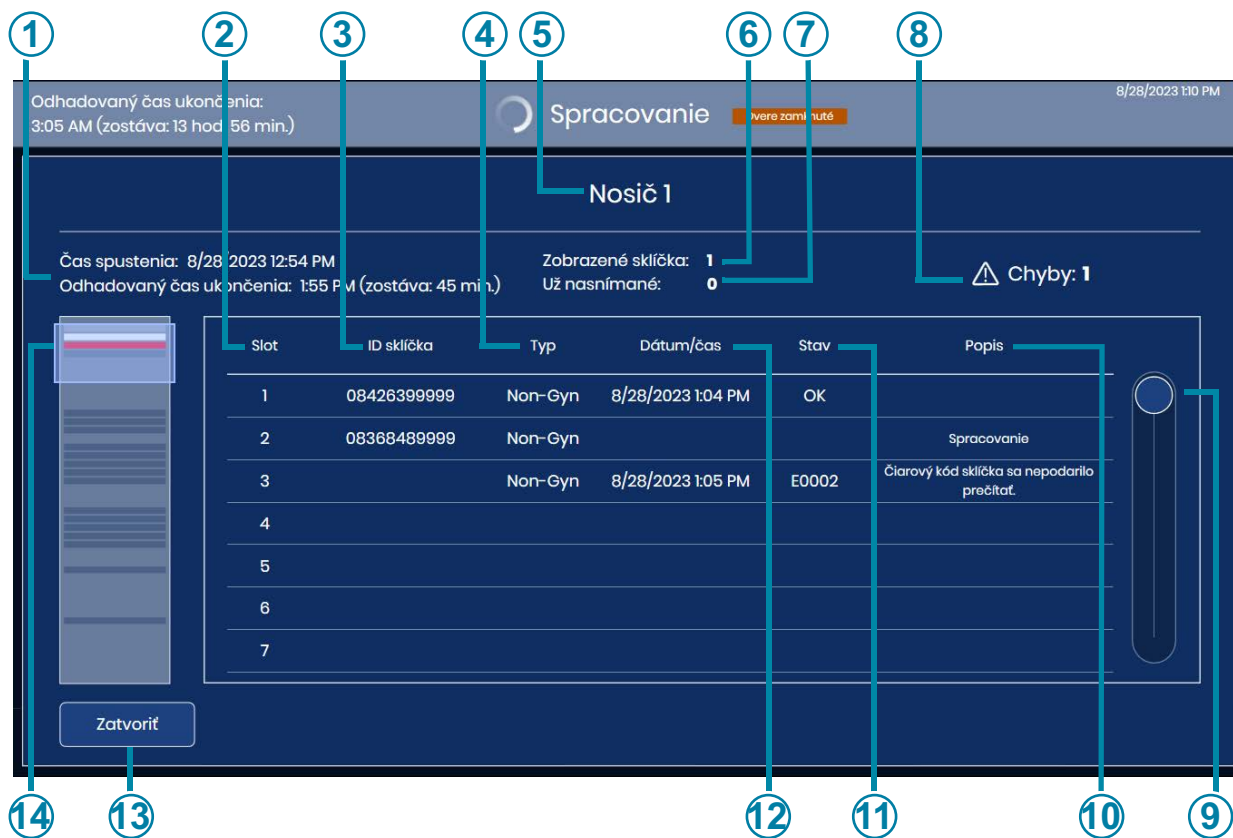 1 2 3 4 5 6 7 8
8/28/2023 1:10 PM
Odhadovaný čas ukončenia:
3:05 AM (zostáva: 13 hod. 56 min.)
Spracovanie
Dvere zamknuté
Nosič 1
Čas spustenia: 8/28/2023 12:54 PM
Odhadovaný čas ukončenia: 1:55 PM (zostáva: 45 min.)
Zobrazené sklíčka: 1
Už nasnímané: 0
Chyby: 1
Slot ID sklíčka Typ Dátum/čas Stav Popis
1 08426399999 Non-Gyn 8/28/2023 1:04 PM OK
2 08368489999 Non-Gyn Spracovanie
3 Non-Gyn 8/28/2023 1:05 PM E0002 Čiarový kód sklíčka sa nepodarilo
prečítať.
4
5
6
7
Zatvoriť
14 13 12 11 10 9